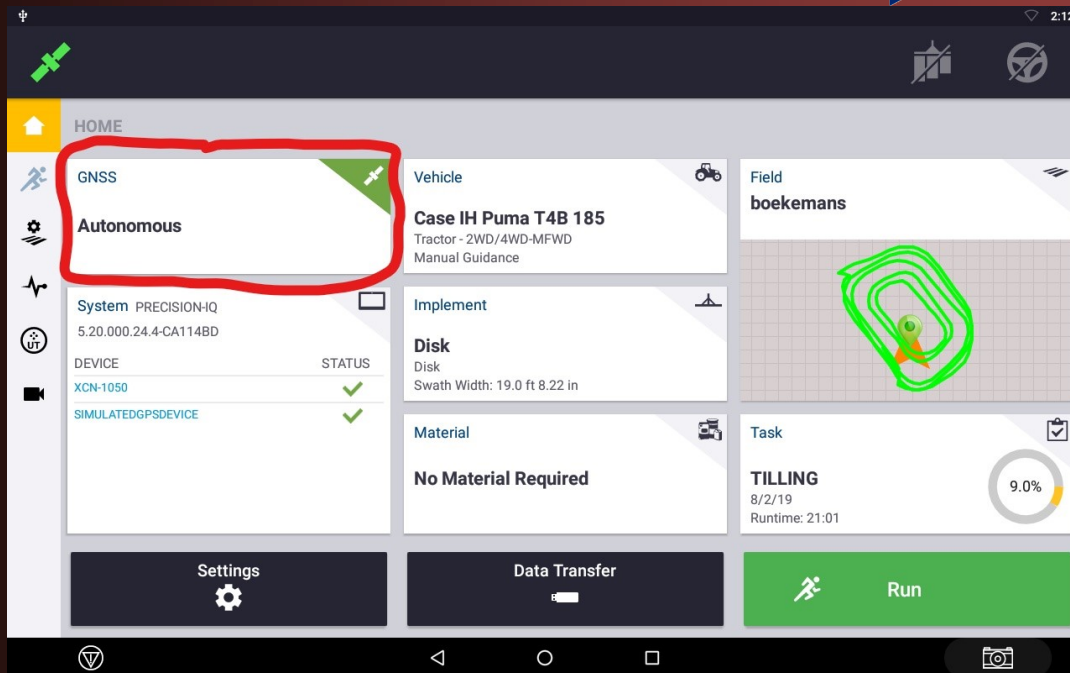 2:12
HOME
GNSS
Autonomous
Vehicle
Case IH Puma T4B 185
Tractor - 2WD/4WD-MFWD
Manual Guidance
Field
boekemans
System PRECISION-IQ
5.20.000.24.4-CA114BD
DEVICE STATUS
XCN-1050
SIMULATEDGPSDEVICE
Implement
Disk
Disk
Swath Width: 19.0 ft 8.22 in
Material
No Material Required
Task
TILLING
8/2/19
Runtime: 21:01
9.0%
UT
Settings
Data Transfer
Run